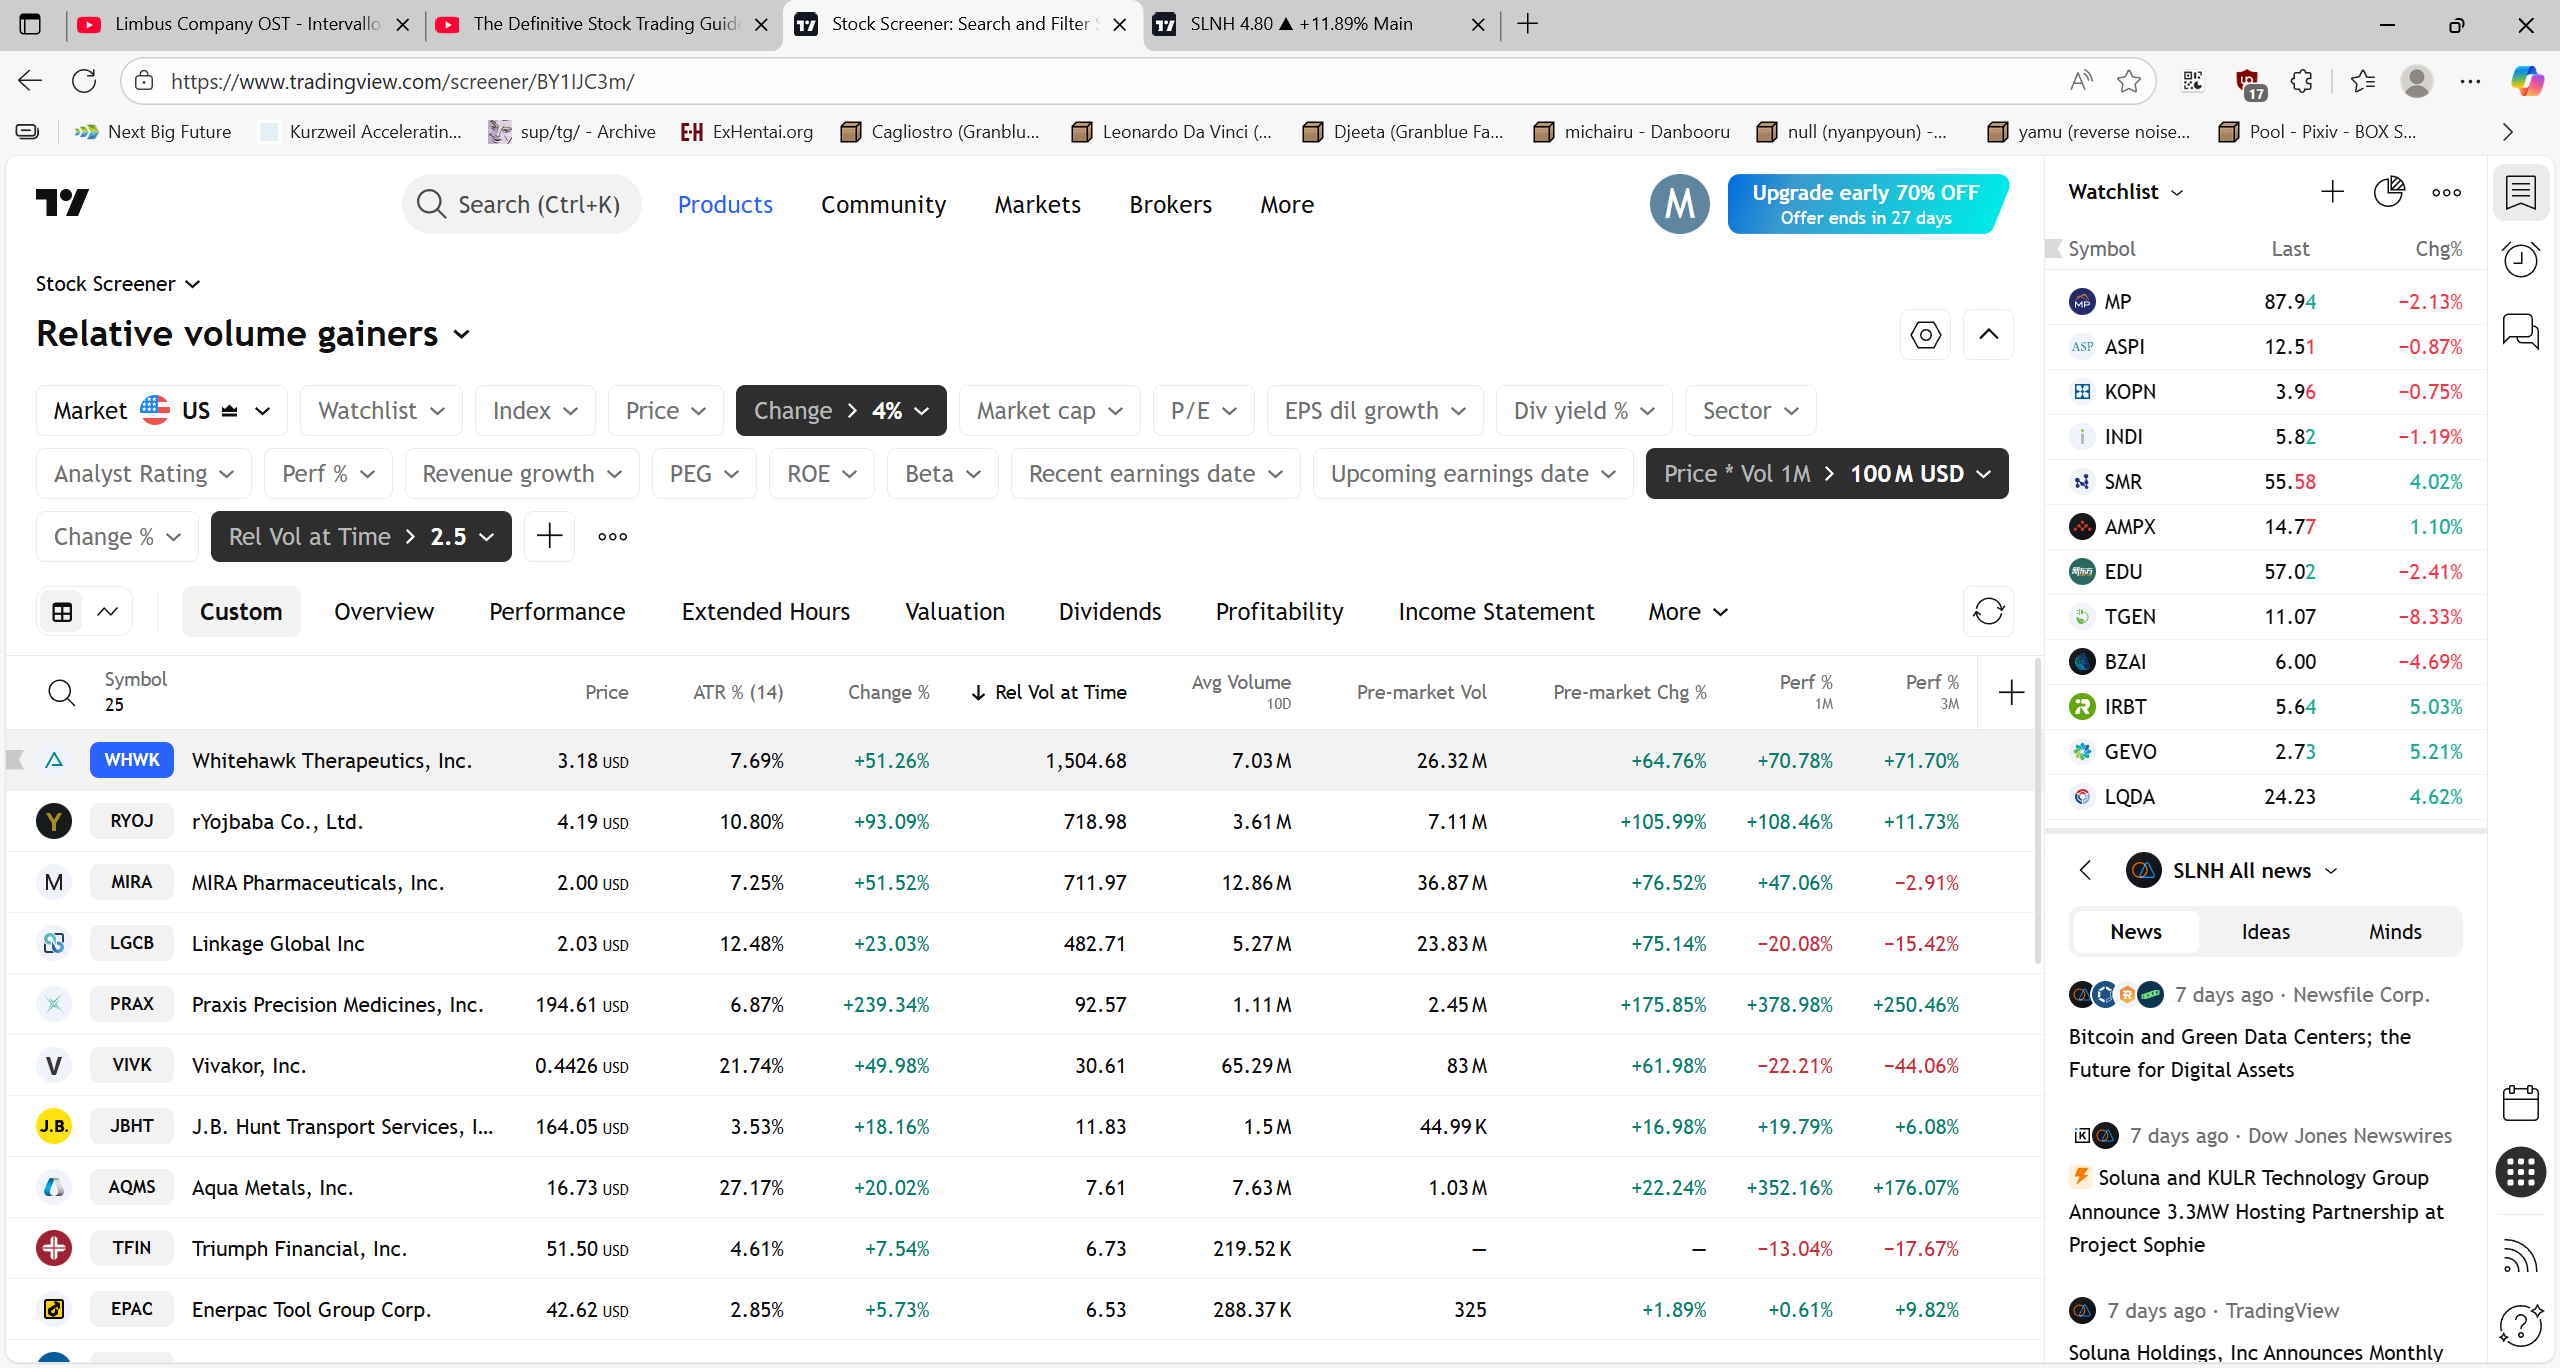 Limbus Company OST - Intervallo
The Definitive Stock Trading Guid
Stock Screener: Search and Filter S
SLNH 4.80 ▲ +11.89% Main
https://www.tradingview.com/screener/BY1IJC3m/
17
Next Big Future
Kurzweil Acceleratin...
sup/tg/ - Archive
ExHentai.org
Cagliostro (Granblu...
Leonardo Da Vinci (...
Djeeta (Granblue Fa...
michairu - Danbooru
null (nyanpyoun) -...
yamu (reverse noise...
Pool - Pixiv - BOX S...
Search (Ctrl+K)
Products
Community
Markets
Brokers
More
M
Upgrade early 70% OFF
Offer ends in 27 days
Stock Screener
Relative volume gainers
Market US
Watchlist
Index
Price
Change > 4%
Market cap
P/E
EPS dil growth
Div yield %
Sector
Analyst Rating
Perf %
Revenue growth
PEG
ROE
Beta
Recent earnings date
Upcoming earnings date
Price * Vol 1M > 100 M USD
Change %
Rel Vol at Time > 2.5
Custom
Overview
Performance
Extended Hours
Valuation
Dividends
Profitability
Income Statement
More
Symbol 25 Price ATR % (14) Change % ↓ Rel Vol at Time Avg Volume 10D Pre-market Vol Pre-market Chg % Perf % 1M Perf % 3M
WHWK Whitehawk Therapeutics, Inc. 3.18 USD 7.69% +51.26% 1,504.68 7.03 M 26.32 M +64.76% +70.78% +71.70%
Y RYOJ rYojbaba Co., Ltd. 4.19 USD 10.80% +93.09% 718.98 3.61 M 7.11 M +105.99% +108.46% +11.73%
M MIRA MIRA Pharmaceuticals, Inc. 2.00 USD 7.25% +51.52% 711.97 12.86 M 36.87 M +76.52% +47.06% −2.91%
LGCB Linkage Global Inc 2.03 USD 12.48% +23.03% 482.71 5.27 M 23.83 M +75.14% −20.08% −15.42%
PRAX Praxis Precision Medicines, Inc. 194.61 USD 6.87% +239.34% 92.57 1.11 M 2.45 M +175.85% +378.98% +250.46%
V VIVK Vivakor, Inc. 0.4426 USD 21.74% +49.98% 30.61 65.29 M 83 M +61.98% −22.21% −44.06%
J.B. JBHT J.B. Hunt Transport Services, I... 164.05 USD 3.53% +18.16% 11.83 1.5 M 44.99 K +16.98% +19.79% +6.08%
AQMS Aqua Metals, Inc. 16.73 USD 27.17% +20.02% 7.61 7.63 M 1.03 M +22.24% +352.16% +176.07%
TFIN Triumph Financial, Inc. 51.50 USD 4.61% +7.54% 6.73 219.52 K — — −13.04% −17.67%
EPAC Enerpac Tool Group Corp. 42.62 USD 2.85% +5.73% 6.53 288.37 K 325 +1.89% +0.61% +9.82%
Watchlist
Symbol Last Chg%
MP 87.94 −2.13%
ASP ASPI 12.51 −0.87%
KOPN 3.96 −0.75%
INDI 5.82 −1.19%
SMR 55.58 4.02%
AMPX 14.77 1.10%
EDU 57.02 −2.41%
TGEN 11.07 −8.33%
BZAI 6.00 −4.69%
IRBT 5.64 5.03%
GEVO 2.73 5.21%
LQDA 24.23 4.62%
SLNH All news
News
Ideas
Minds
7 days ago · Newsfile Corp.
Bitcoin and Green Data Centers; the
Future for Digital Assets
7 days ago · Dow Jones Newswires
Soluna and KULR Technology Group
Announce 3.3MW Hosting Partnership at
Project Sophie
7 days ago · TradingView
Soluna Holdings, Inc Announces Monthly